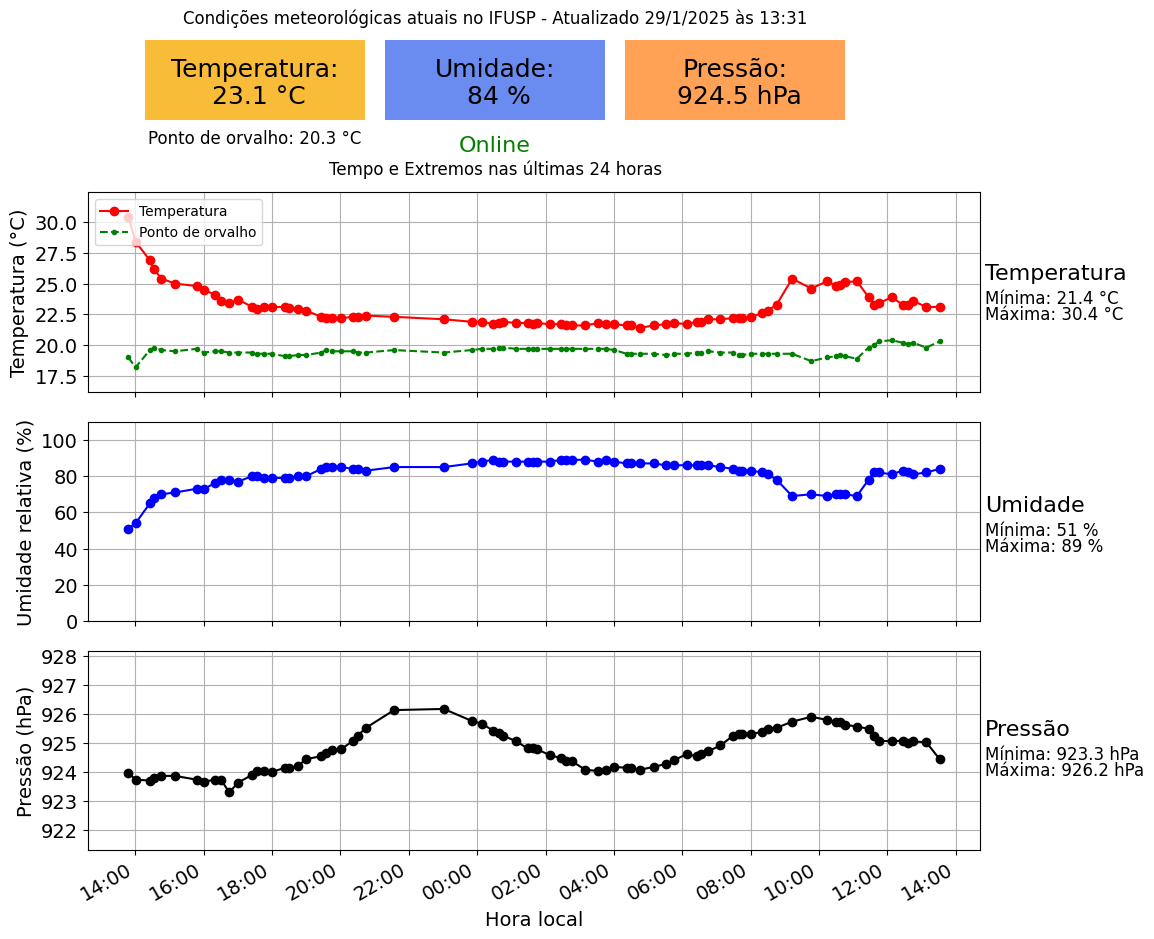 Condições meteorológicas atuais no IFUSP - Atualizado 29/1/2025 às 13:31
Temperatura:
23.1 °C
Umidade:
84 %
Pressão:
924.5 hPa
Ponto de orvalho: 20.3 °C
Online
Tempo e Extremos nas últimas 24 horas
Temperatura (°C)
30.0
27.5
25.0
22.5
20.0
17.5
Temperatura
Ponto de orvalho
Temperatura
Mínima: 21.4 °C
Máxima: 30.4 °C
Umidade relativa (%)
100
80
60
40
20
0
Umidade
Mínima: 51 %
Máxima: 89 %
Pressão (hPa)
928
927
926
925
924
923
922
Pressão
Mínima: 923.3 hPa
Máxima: 926.2 hPa
14:00 16:00 18:00 20:00 22:00 00:00 02:00 04:00 06:00 08:00 10:00 12:00 14:00
Hora local